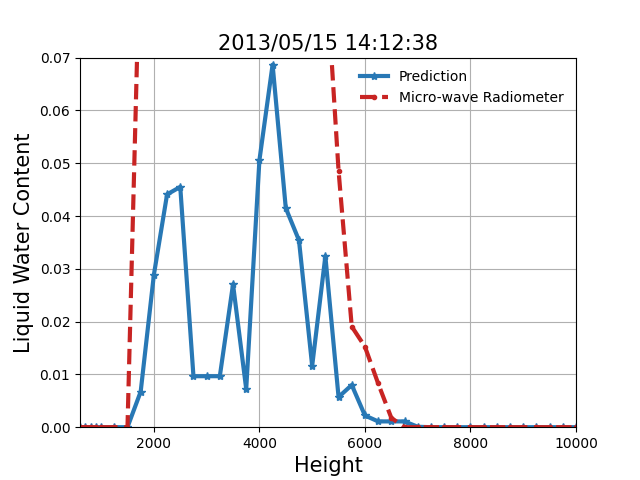 2013/05/15 14:12:38
0.07
0.06
0.05
0.04
0.03
0.02
0.01
0.00
Liquid Water Content
Prediction
Micro-wave Radiometer
2000 4000 6000 8000 10000
Height